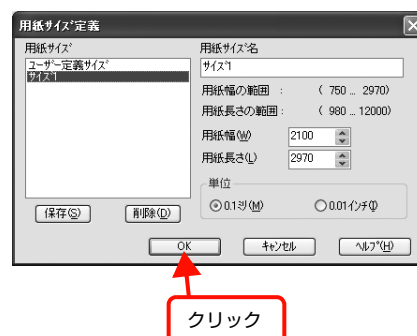 用紙サイズ定義
用紙サイズ
ユーザー定義サイズ
サイズ1
用紙サイズ名
サイズ1
用紙幅の範囲 : ( 750 ... 2970)
用紙長さの範囲 : ( 980 ... 12000)
用紙幅(W) 2100
用紙長さ(L) 2970
単位
0.1ミリ(M) 0.01インチ(I)
保存(S) 削除(D)
OK キャンセル ヘルプ(H)
クリック